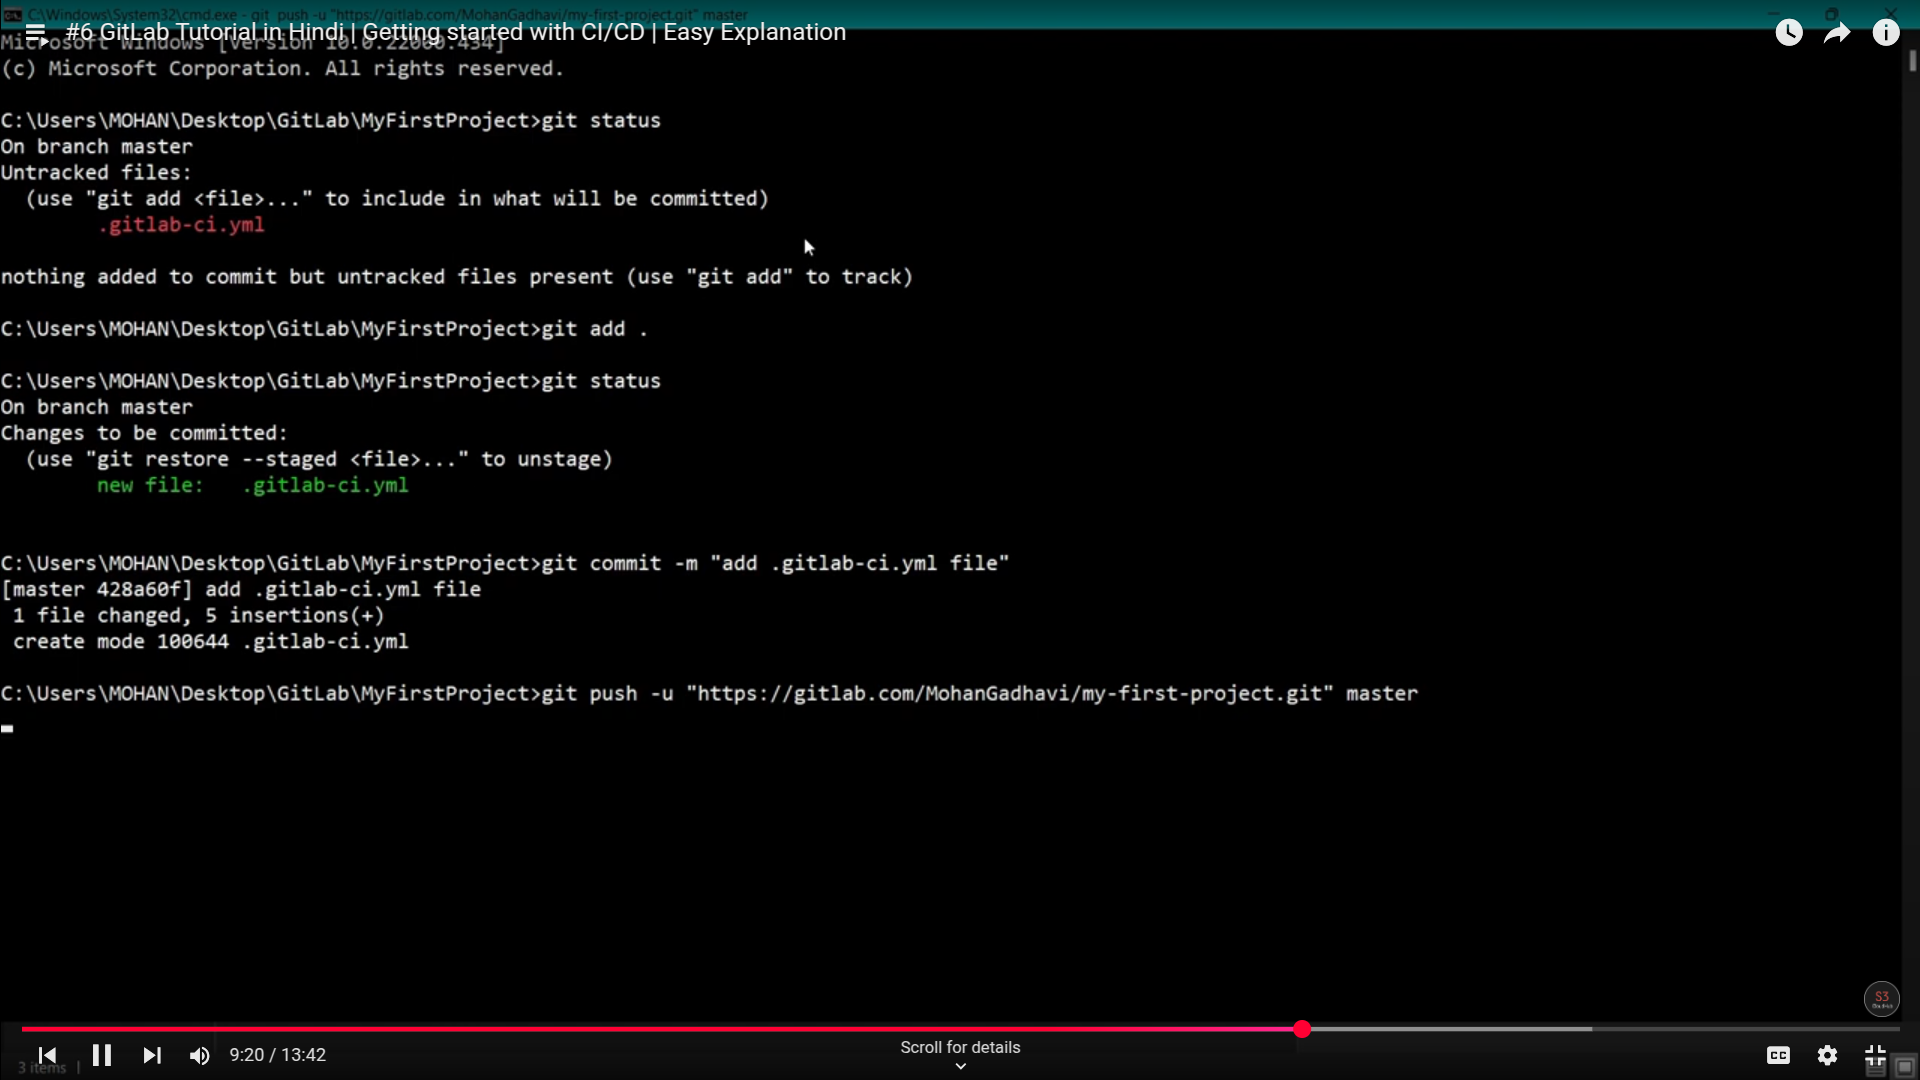 C:\Windows\System32\cmd.exe - git push -u "https://gitlab.com/MohanGadhavi/my-first-project.git" master
#6 GitLab Tutorial in Hindi | Getting started with CI/CD | Easy Explanation
Microsoft Windows [Version 10.0.22000.434]
(c) Microsoft Corporation. All rights reserved.
C:\Users\MOHAN\Desktop\GitLab\MyFirstProject>git status
On branch master
Untracked files:
(use "git add <file>..." to include in what will be committed)
.gitlab-ci.yml
nothing added to commit but untracked files present (use "git add" to track)
C:\Users\MOHAN\Desktop\GitLab\MyFirstProject>git add .
C:\Users\MOHAN\Desktop\GitLab\MyFirstProject>git status
On branch master
Changes to be committed:
(use "git restore --staged <file>..." to unstage)
new file:   .gitlab-ci.yml
C:\Users\MOHAN\Desktop\GitLab\MyFirstProject>git commit -m "add .gitlab-ci.yml file"
[master 428a60f] add .gitlab-ci.yml file
1 file changed, 5 insertions(+)
create mode 100644 .gitlab-ci.yml
C:\Users\MOHAN\Desktop\GitLab\MyFirstProject>git push -u "https://gitlab.com/MohanGadhavi/my-first-project.git" master
S3
9:20 / 13:42
Scroll for details
CC
3 items